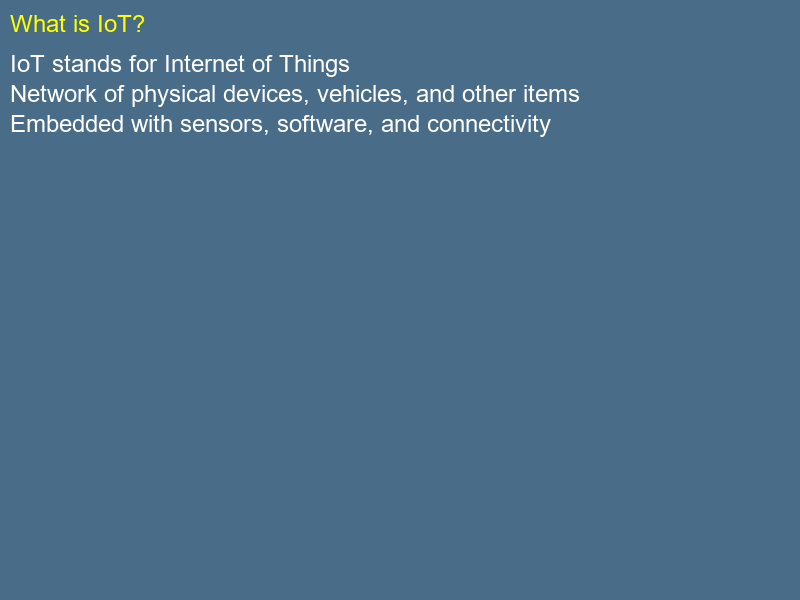 What is IoT?
IoT stands for Internet of Things
Network of physical devices, vehicles, and other items
Embedded with sensors, software, and connectivity